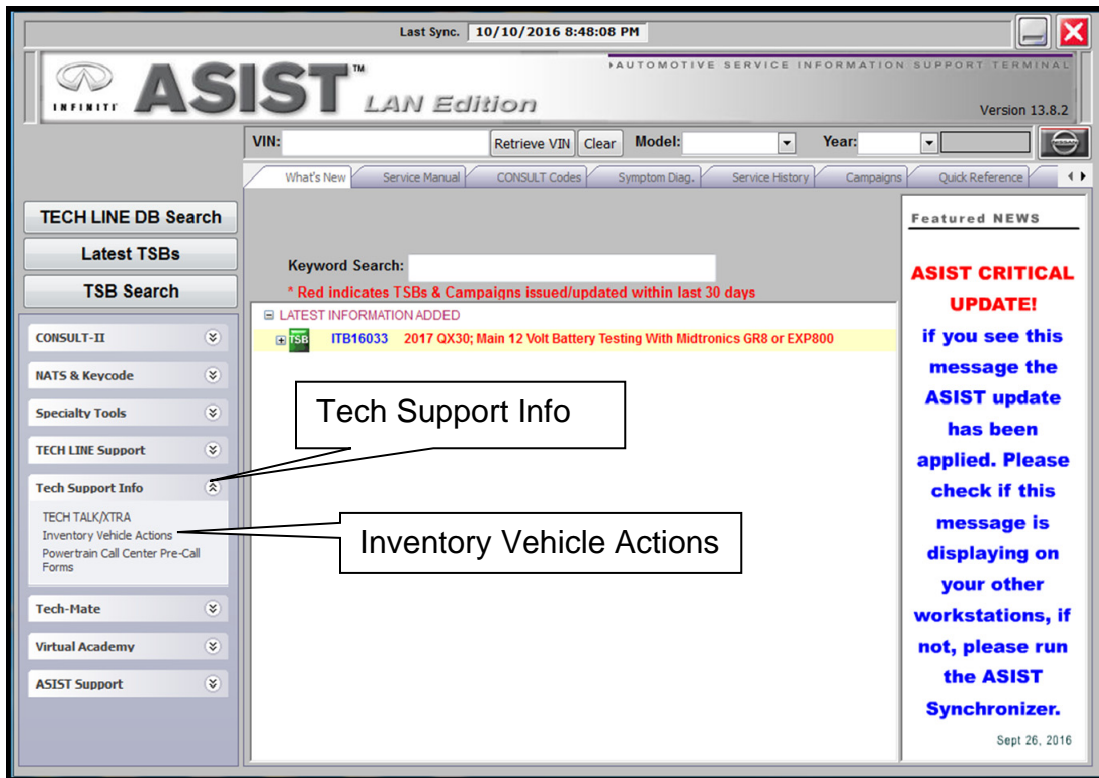 Last Sync. 10/10/2016 8:48:08 PM
INFINITI ASIST™ LAN Edition
AUTOMOTIVE SERVICE INFORMATION SUPPORT TERMINAL
Version 13.8.2
VIN: Retrieve VIN Clear Model: Year:
What's New Service Manual CONSULT Codes Symptom Diag. Service History Campaigns Quick Reference
TECH LINE DB Search
Latest TSBs
TSB Search
CONSULT-II
NATS & Keycode
Specialty Tools
TECH LINE Support
Tech Support Info
TECH TALK/XTRA
Inventory Vehicle Actions
Powertrain Call Center Pre-Call
Forms
Tech-Mate
Virtual Academy
ASIST Support
Keyword Search:
* Red indicates TSBs & Campaigns issued/updated within last 30 days
LATEST INFORMATION ADDED
TSB ITB16033 2017 QX30; Main 12 Volt Battery Testing With Midtronics GR8 or EXP800
Tech Support Info
Inventory Vehicle Actions
Featured NEWS
ASIST CRITICAL
UPDATE!
if you see this
message the
ASIST update
has been
applied. Please
check if this
message is
displaying on
your other
workstations, if
not, please run
the ASIST
Synchronizer.
Sept 26, 2016